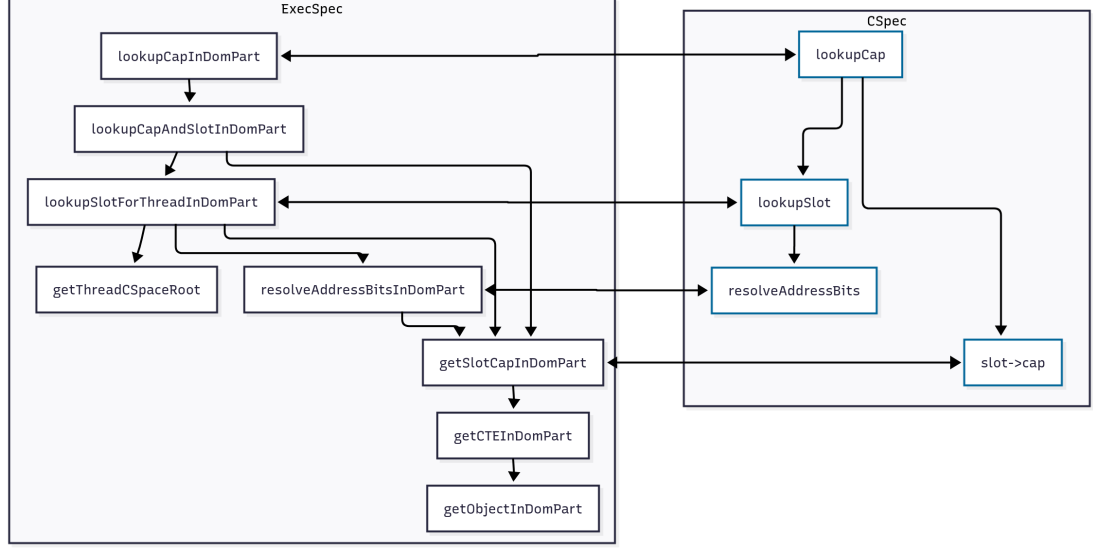 ExecSpec
CSpec
lookupCapInDomPart
lookupCap
lookupCapAndSlotInDomPart
lookupSlotForThreadInDomPart
lookupSlot
getThreadCSpaceRoot
resolveAddressBitsInDomPart
resolveAddressBits
getSlotCapInDomPart
slot->cap
getCTEInDomPart
getObjectInDomPart